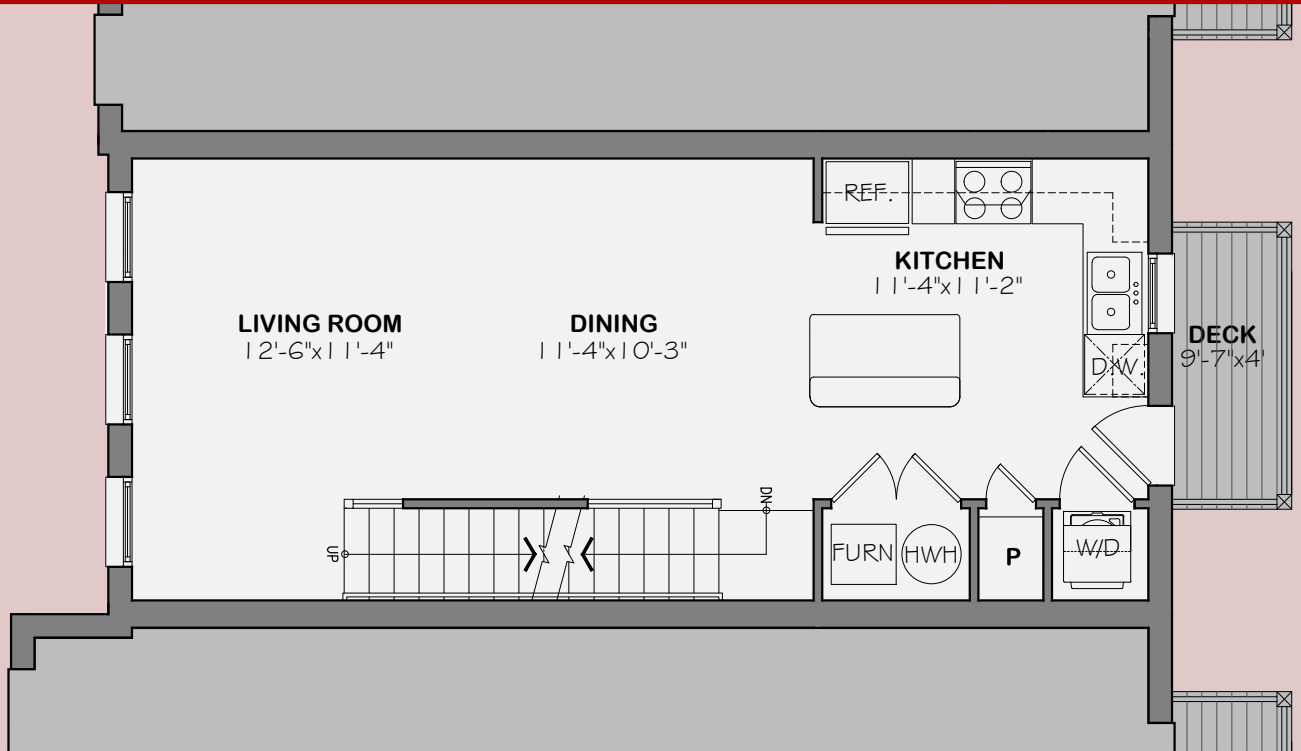 REF.
KITCHEN
11'-4"x11'-2"
LIVING ROOM
12'-6"x11'-4"
DINING
11'-4"x10'-3"
DECK
9'-7"x4'
D.W.
DN
UP
FURN
HWH
P
W/D